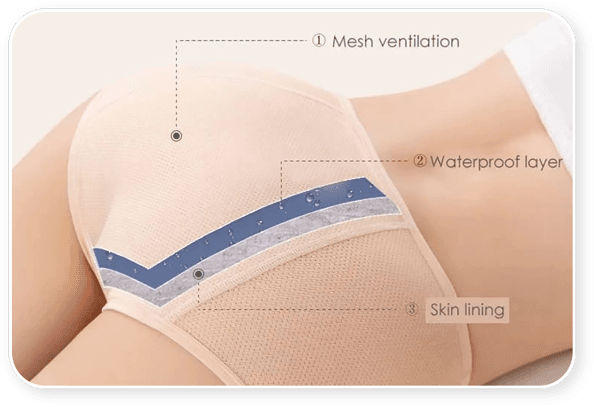 ① Mesh ventilation
② Waterproof layer
③ Skin lining